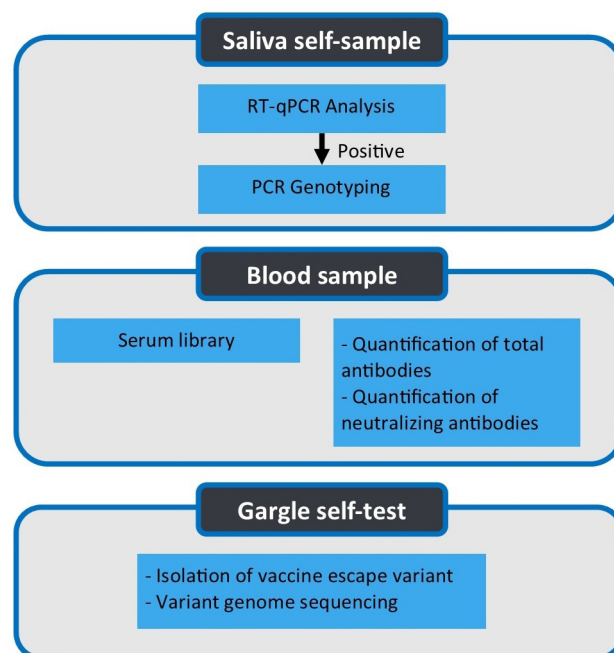 Saliva self-sample
RT-qPCR Analysis
Positive
PCR Genotyping
Blood sample
Serum library
- Quantification of total
antibodies
- Quantification of
neutralizing antibodies
Gargle self-test
- Isolation of vaccine escape variant
- Variant genome sequencing